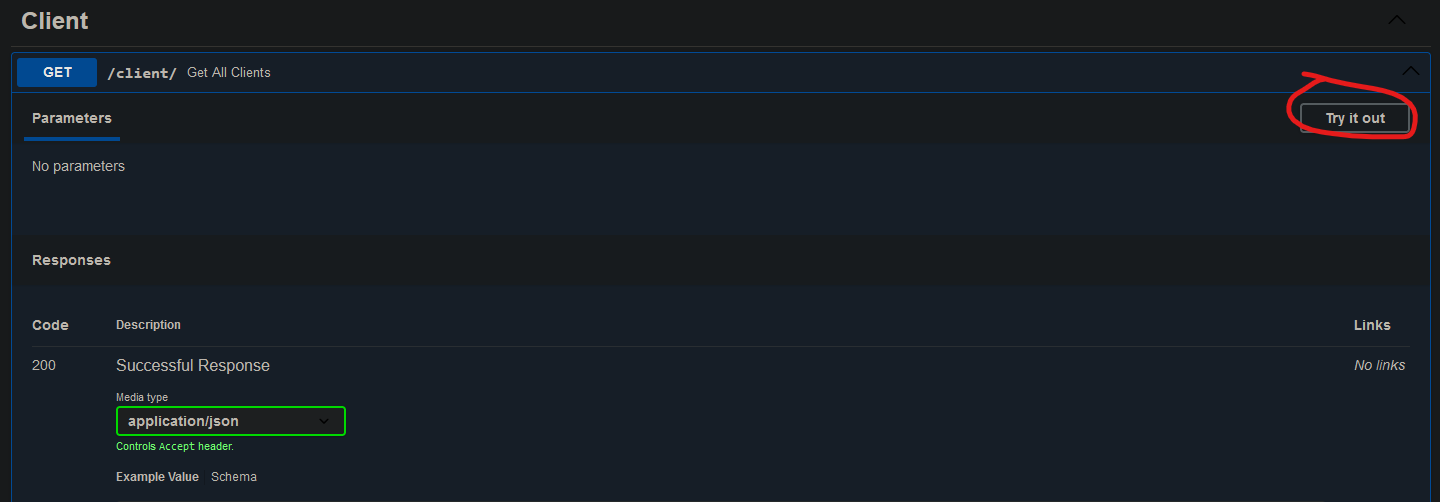 Client
GET /client/ Get All Clients
Parameters
Try it out
No parameters
Responses
Code Description Links
200 Successful Response No links
Media type
application/json
Controls Accept header.
Example Value Schema